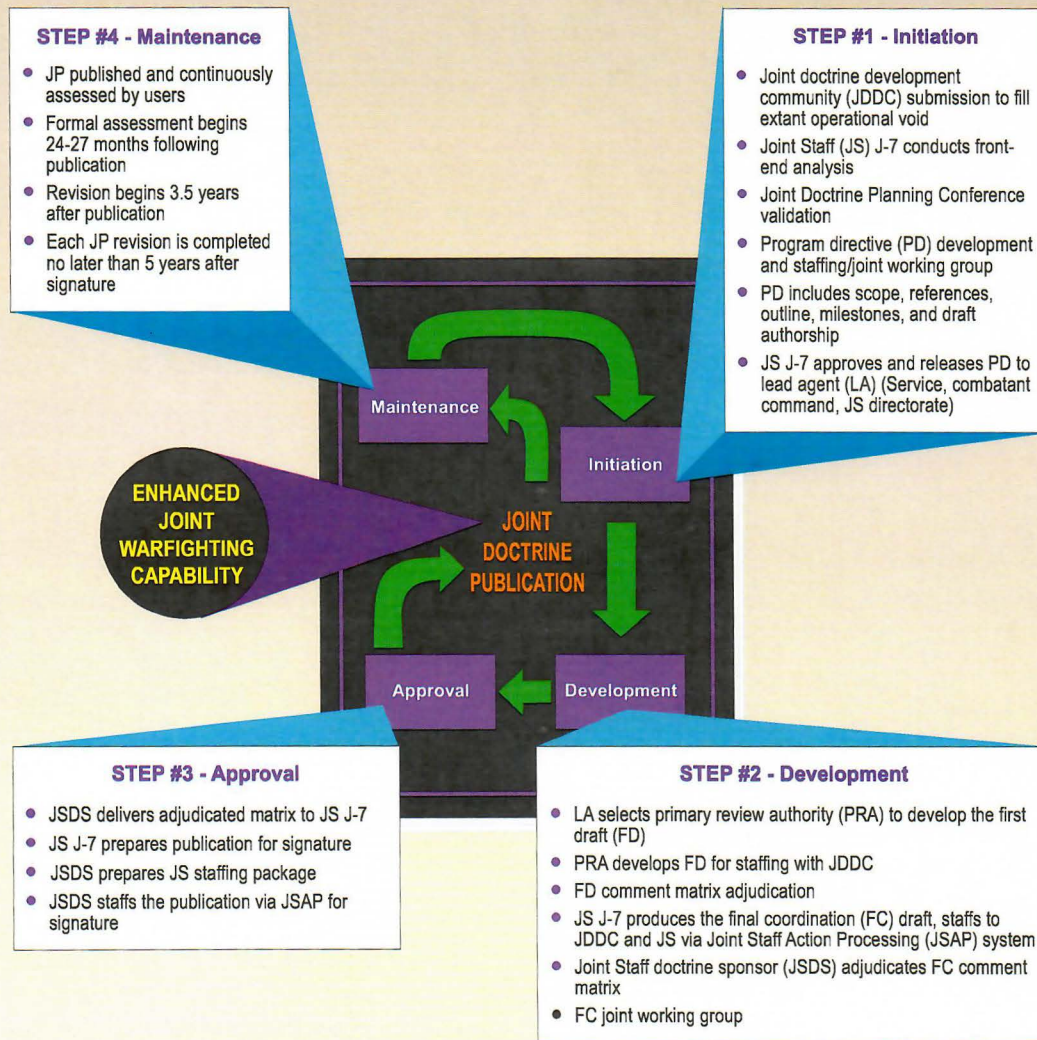 STEP #4 - Maintenance
• JP published and continuously
assessed by users
• Formal assessment begins
24-27 months following
publication
• Revision begins 3.5 years
after publication
• Each JP revision is completed
no later than 5 years after
signature
STEP #1 - Initiation
• Joint doctrine development
community (JDDC) submission to fill
extant operational void
• Joint Staff (JS) J-7 conducts front-
end analysis
• Joint Doctrine Planning Conference
validation
• Program directive (PD) development
and staffing/joint working group
• PD includes scope, references,
outline, milestones, and draft
authorship
• JS J-7 approves and releases PD to
lead agent (LA) (Service, combatant
command, JS directorate)
Maintenance
Initiation
ENHANCED
JOINT
WARFIGHTING
CAPABILITY
JOINT
DOCTRINE
PUBLICATION
Approval
Development
STEP #3 - Approval
• JSDS delivers adjudicated matrix to JS J-7
• JS J-7 prepares publication for signature
• JSDS prepares JS staffing package
• JSDS staffs the publication via JSAP for
signature
STEP #2 - Development
• LA selects primary review authority (PRA) to develop the first
draft (FD)
• PRA develops FD for staffing with JDDC
• FD comment matrix adjudication
• JS J-7 produces the final coordination (FC) draft, staffs to
JDDC and JS via Joint Staff Action Processing (JSAP) system
• Joint Staff doctrine sponsor (JSDS) adjudicates FC comment
matrix
• FC joint working group